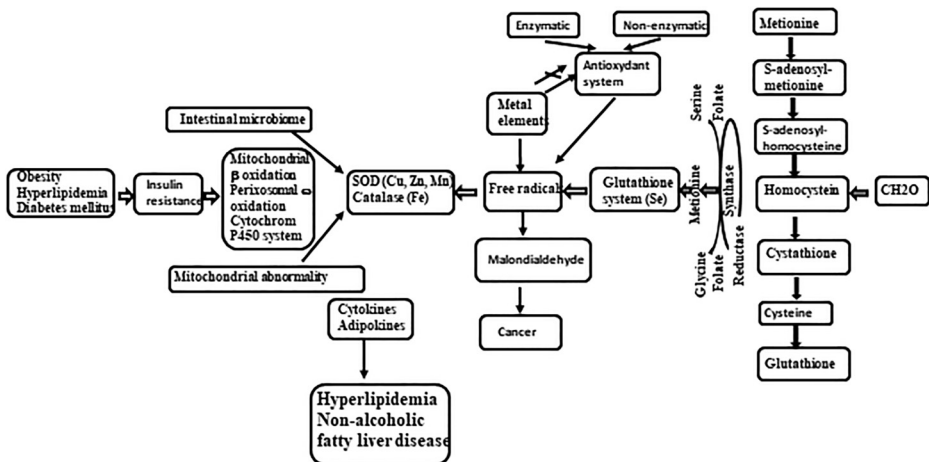 Enzymatic
Non-enzymatic
Metionine
Antioxydant
system
S-adenosyl-
metionine
Metal
elements
Serine
Folate
Intestinal microbiome
S-adenosyl-
homocysteine
Obesity
Hyperlipidemia
Diabetes mellitus
Insulin
resistance
Mitochondrial
β oxidation
Perixosomal ω
oxidation
Cytochrom
P450 system
SOD (Cu, Zn, Mn)
Catalase (Fe)
Free radical
Glutathione
system (Se)
Metionine
Synthase
Homocystein
CH2O
Glycine
Folate
Reductase
Mitochondrial abnormality
Malondialdehyde
Cystathione
Cytokines
Adipokines
Cancer
Cysteine
Glutathione
Hyperlipidemia
Non-alcoholic
fatty liver disease